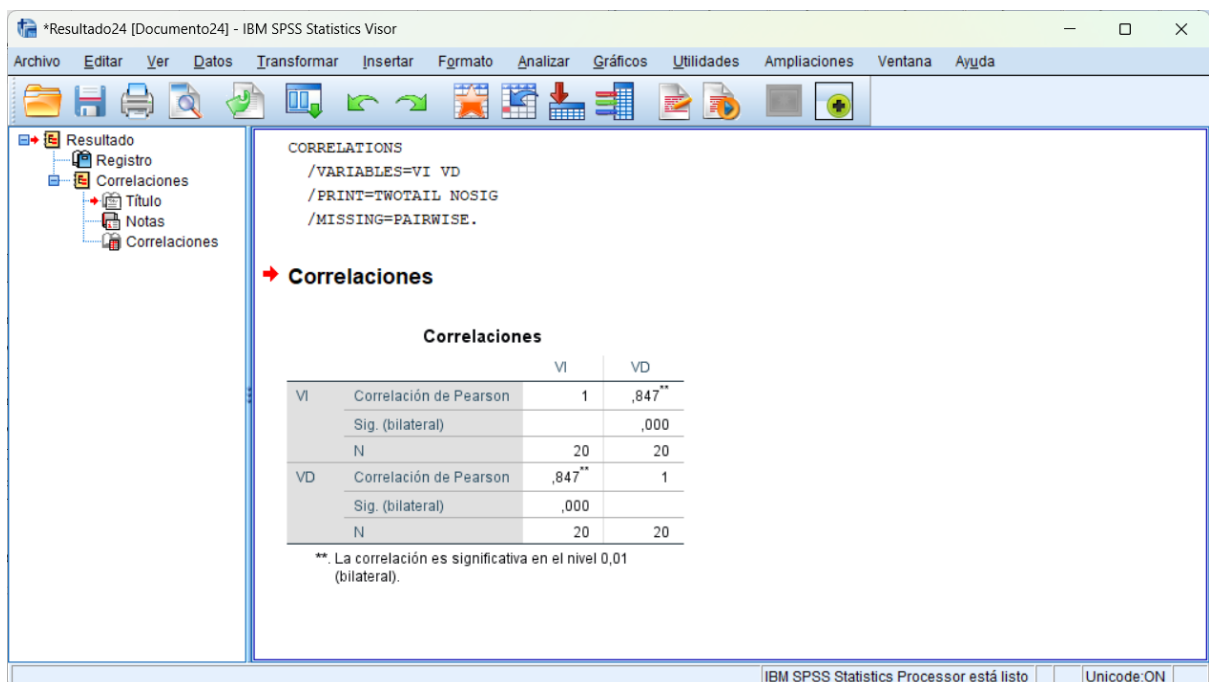 *Resultado24 [Documento24] - IBM SPSS Statistics Visor
Archivo Editar Ver Datos Transformar Insertar Formato Analizar Gráficos Utilidades Ampliaciones Ventana Ayuda
Resultado
Registro
Correlaciones
Título
Notas
Correlaciones
CORRELATIONS
/VARIABLES=VI VD
/PRINT=TWOTAIL NOSIG
/MISSING=PAIRWISE.
Correlaciones
Correlaciones
VI VD
VI Correlación de Pearson 1 ,847**
Sig. (bilateral) ,000
N 20 20
VD Correlación de Pearson ,847** 1
Sig. (bilateral) ,000
N 20 20
**. La correlación es significativa en el nivel 0,01
(bilateral).
IBM SPSS Statistics Processor está listo Unicode:ON